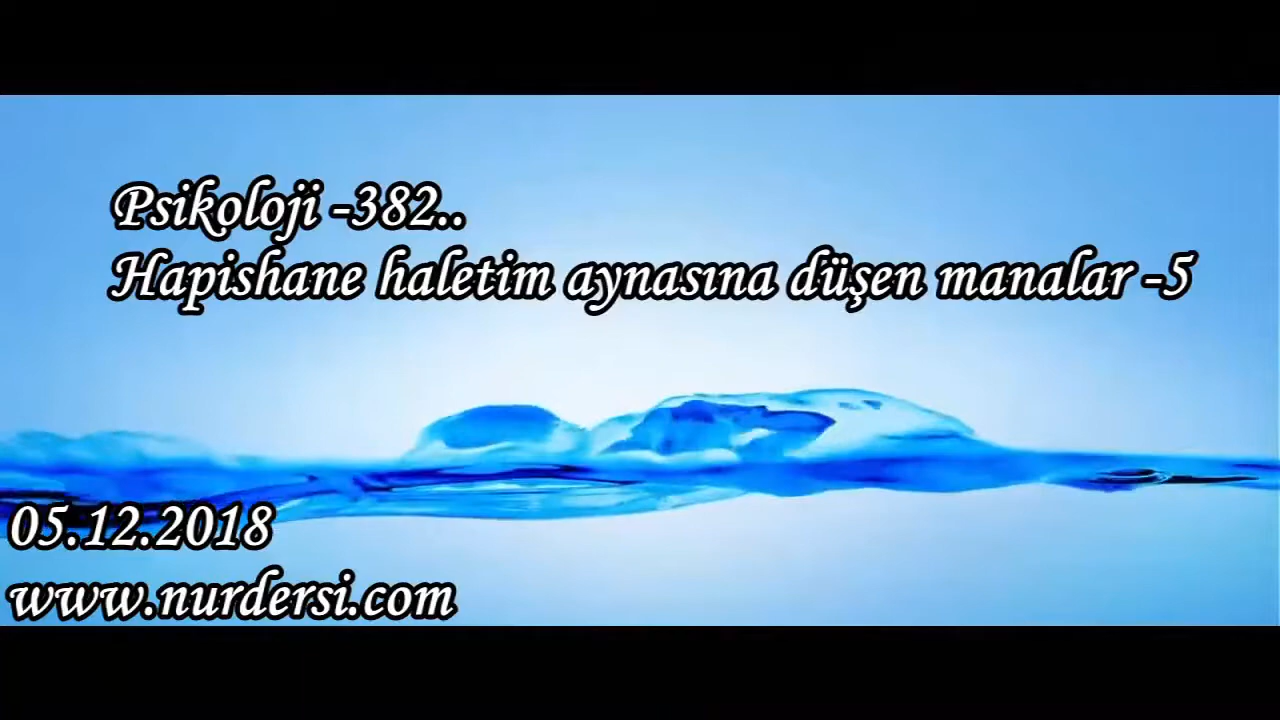 Psikoloji -382..
Hapishane haletim aynasına düşen manalar -5
05.12.2018
www.nurdersi.com